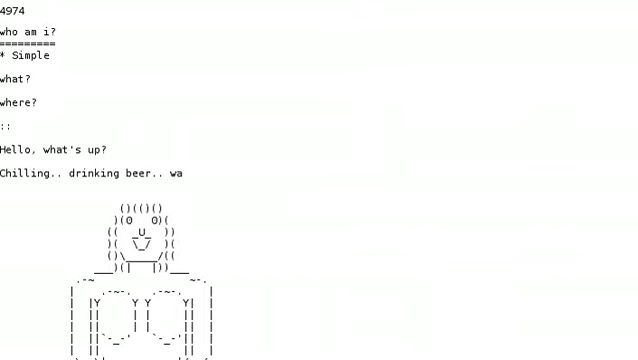 4974
who am i?
=========
* Simple
what?
where?
::
Hello, what's up?
Chilling.. drinking beer.. wa